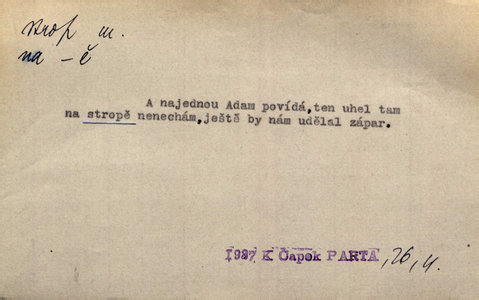 strop m.
na -ě
A najednou Adam povídá,ten uhel tam
na stropě nenechám,ještě by nám udělal zápar.
1937 K Čapek PARTA ,26,4.